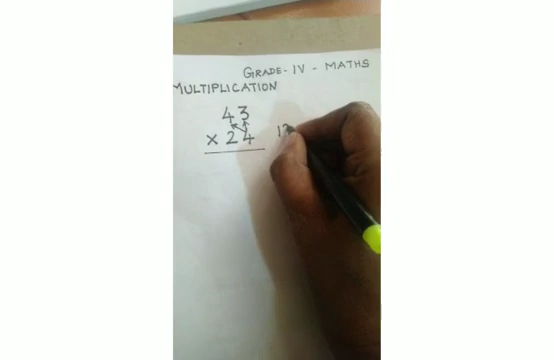 GRADE - IV - MATHS
MULTIPLICATION
43
× 24